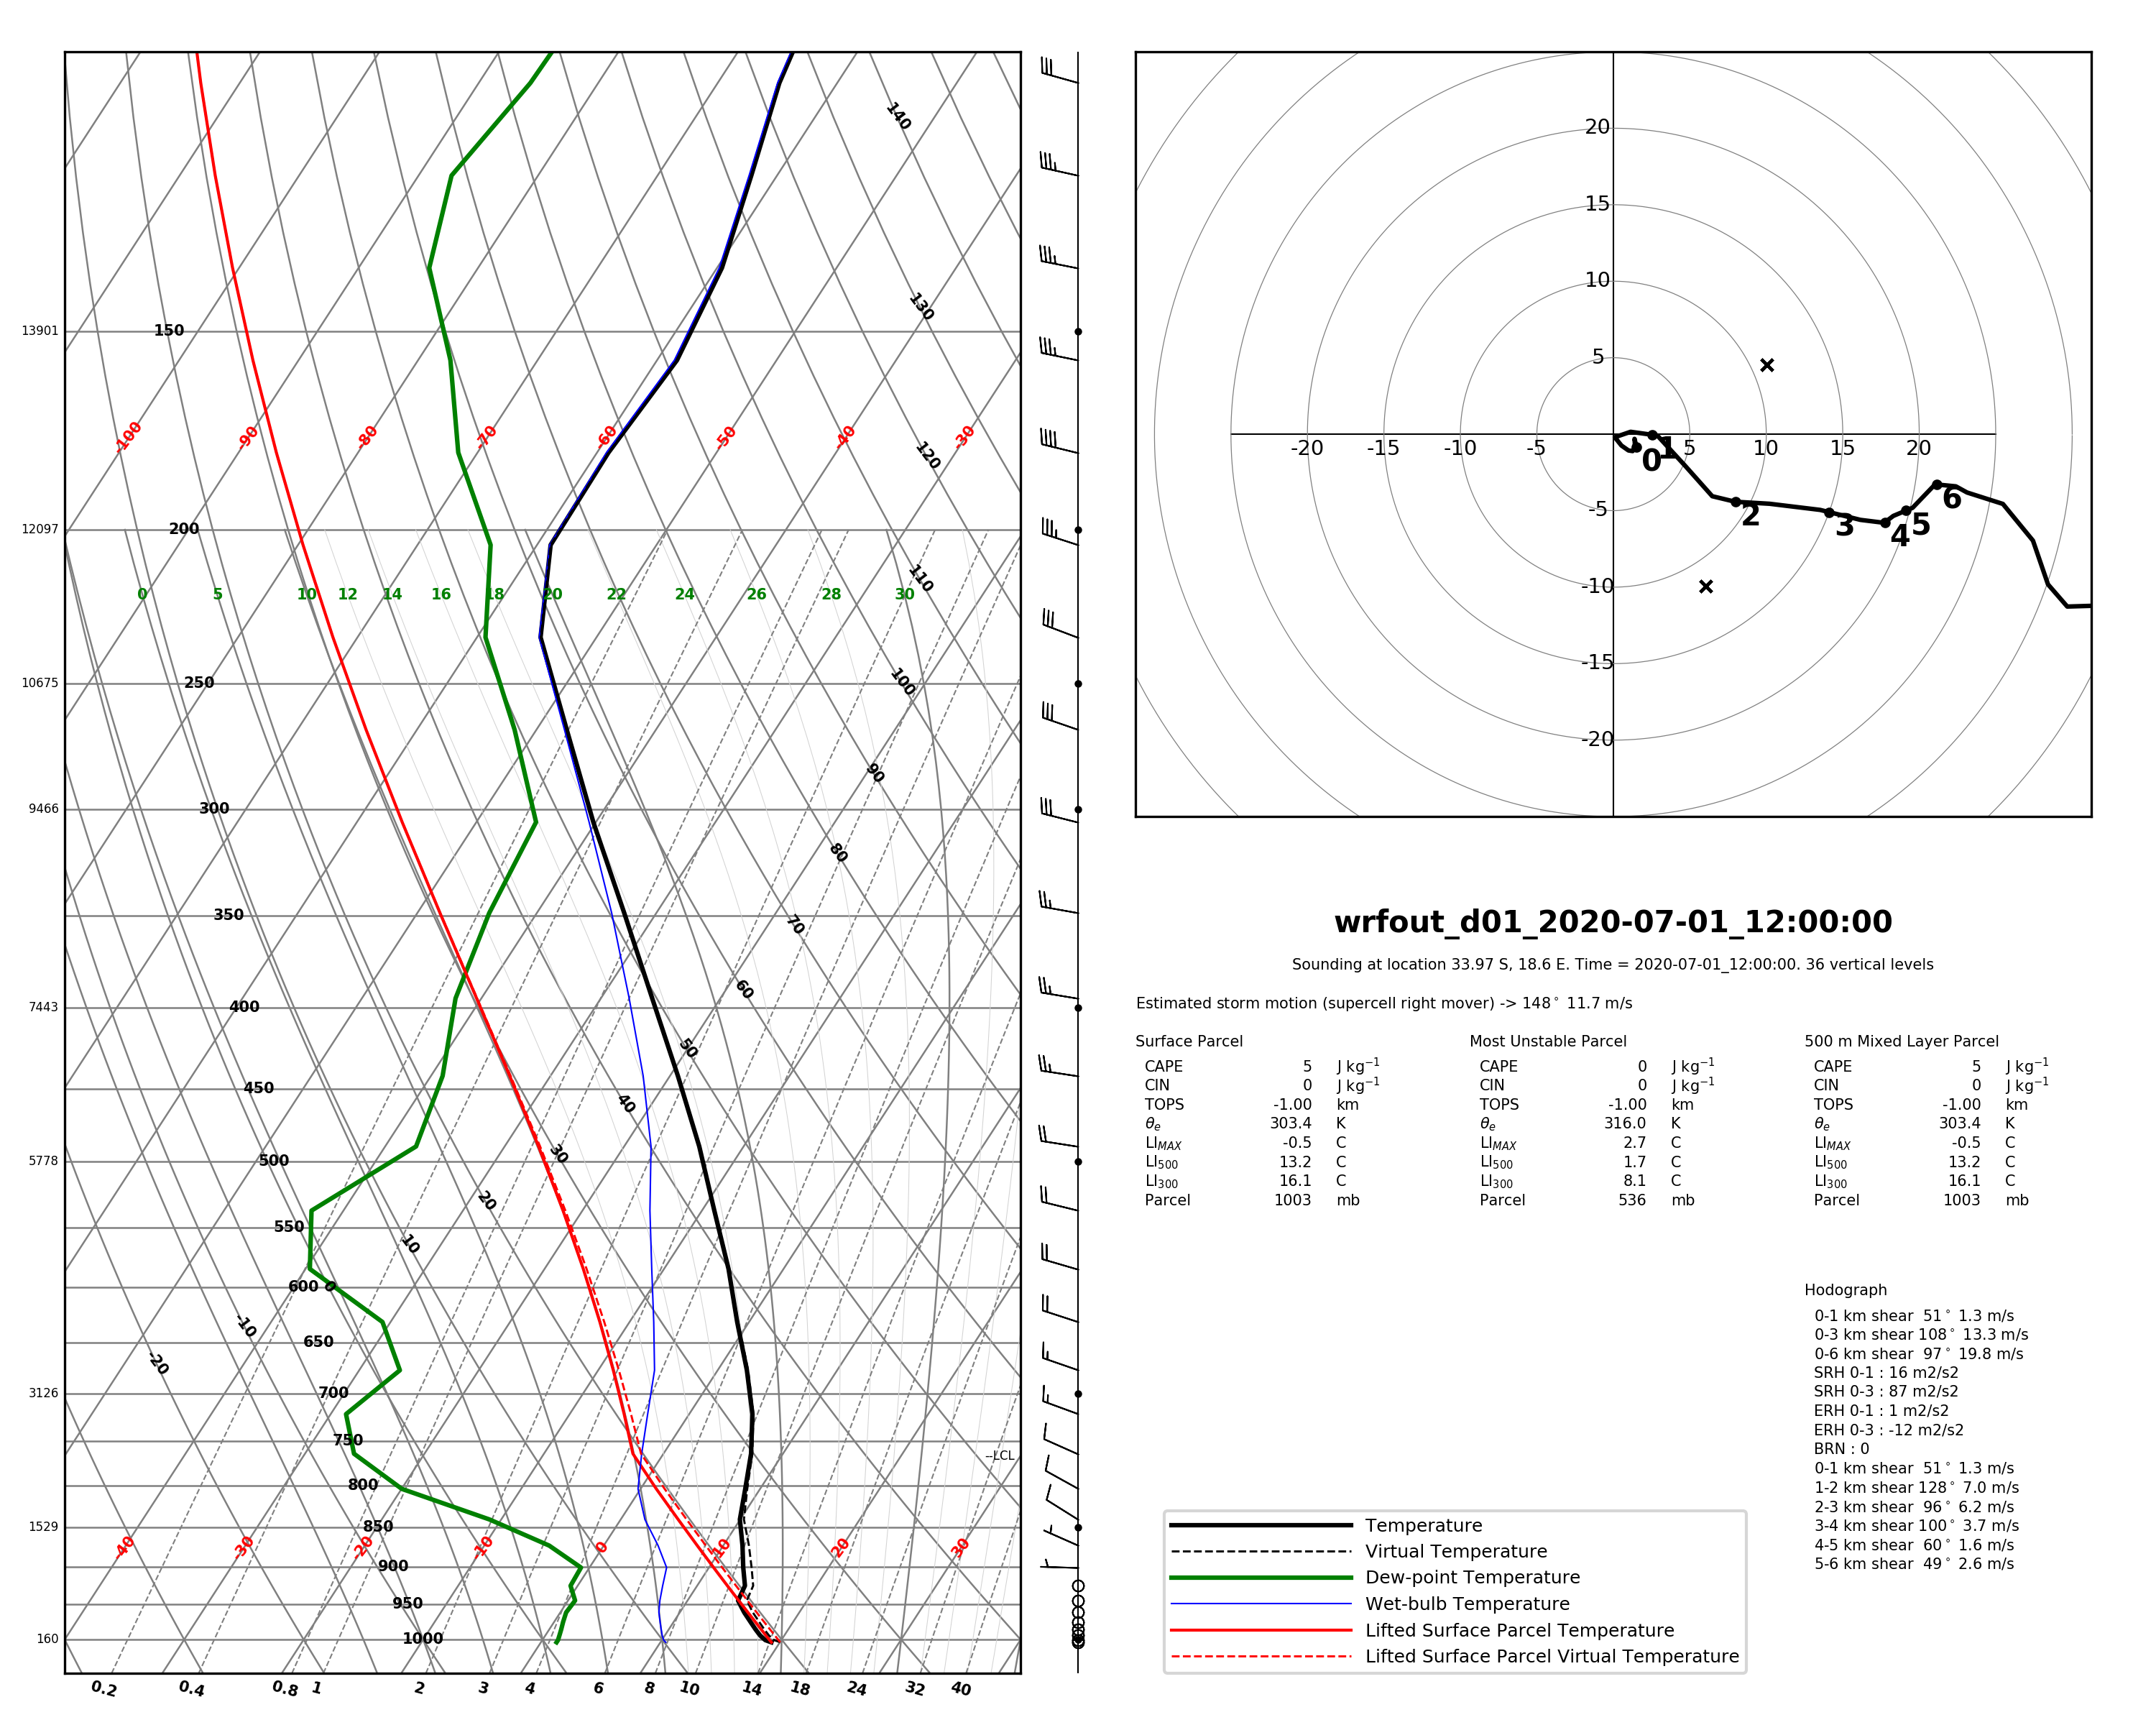 140
130
13901 150
-100 -90 -80 -70 -60 -50 -40 -30
120
12097 200
110
0 5 10 12 14 16 18 20 22 24 26 28 30
10675 250 100
90
9466 300
80
350
70
7443 400 60
50
450
40
5778 500 30
20
550 10
600 0
-10
650
-20
3126 700
750
--LCL
800
1529 850
-40 -30 -20 -10 0 10 20 30
900
950
160 1000
0.2 0.4 0.8 1 2 3 4 6 8 10 14 18 24 32 40
20
15
10
5
-20 -15 -10 -5 5 10 15 20
0 1 2 3 4 5 6
-5
-10
-15
-20
wrfout_d01_2020-07-01_12:00:00
Sounding at location 33.97 S, 18.6 E. Time = 2020-07-01_12:00:00. 36 vertical levels
Estimated storm motion (supercell right mover) -> 148° 11.7 m/s
Surface Parcel
CAPE 5 J kg⁻¹
CIN 0 J kg⁻¹
TOPS -1.00 km
θe 303.4 K
LIMAX -0.5 C
LI500 13.2 C
LI300 16.1 C
Parcel 1003 mb
Most Unstable Parcel
CAPE 0 J kg⁻¹
CIN 0 J kg⁻¹
TOPS -1.00 km
θe 316.0 K
LIMAX 2.7 C
LI500 1.7 C
LI300 8.1 C
Parcel 536 mb
500 m Mixed Layer Parcel
CAPE 5 J kg⁻¹
CIN 0 J kg⁻¹
TOPS -1.00 km
θe 303.4 K
LIMAX -0.5 C
LI500 13.2 C
LI300 16.1 C
Parcel 1003 mb
Hodograph
0-1 km shear 51° 1.3 m/s
0-3 km shear 108° 13.3 m/s
0-6 km shear 97° 19.8 m/s
SRH 0-1 : 16 m2/s2
SRH 0-3 : 87 m2/s2
ERH 0-1 : 1 m2/s2
ERH 0-3 : -12 m2/s2
BRN : 0
0-1 km shear 51° 1.3 m/s
1-2 km shear 128° 7.0 m/s
2-3 km shear 96° 6.2 m/s
3-4 km shear 100° 3.7 m/s
4-5 km shear 60° 1.6 m/s
5-6 km shear 49° 2.6 m/s
Temperature
Virtual Temperature
Dew-point Temperature
Wet-bulb Temperature
Lifted Surface Parcel Temperature
Lifted Surface Parcel Virtual Temperature